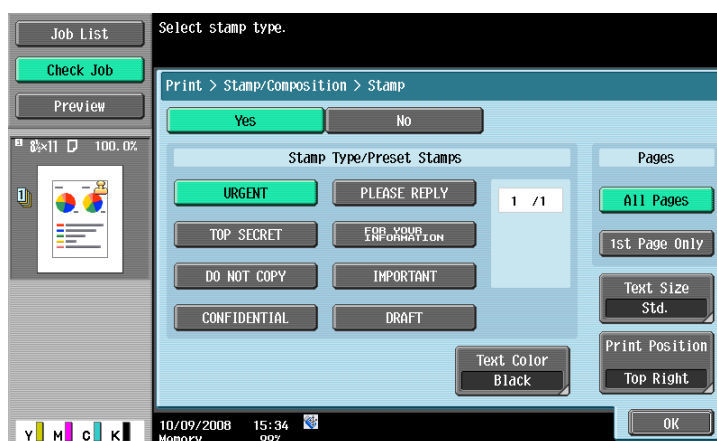 Job List
Check Job
Preview
8½×11 100.0%
1
Y M C K
Select stamp type.
Print > Stamp/Composition > Stamp
Yes No
Stamp Type/Preset Stamps
URGENT PLEASE REPLY
TOP SECRET FOR YOUR INFORMATION
DO NOT COPY IMPORTANT
CONFIDENTIAL DRAFT
1 /1
Pages
All Pages
1st Page Only
Text Size
Std.
Text Color
Black
Print Position
Top Right
10/09/2008 15:34
Memory 99%
OK